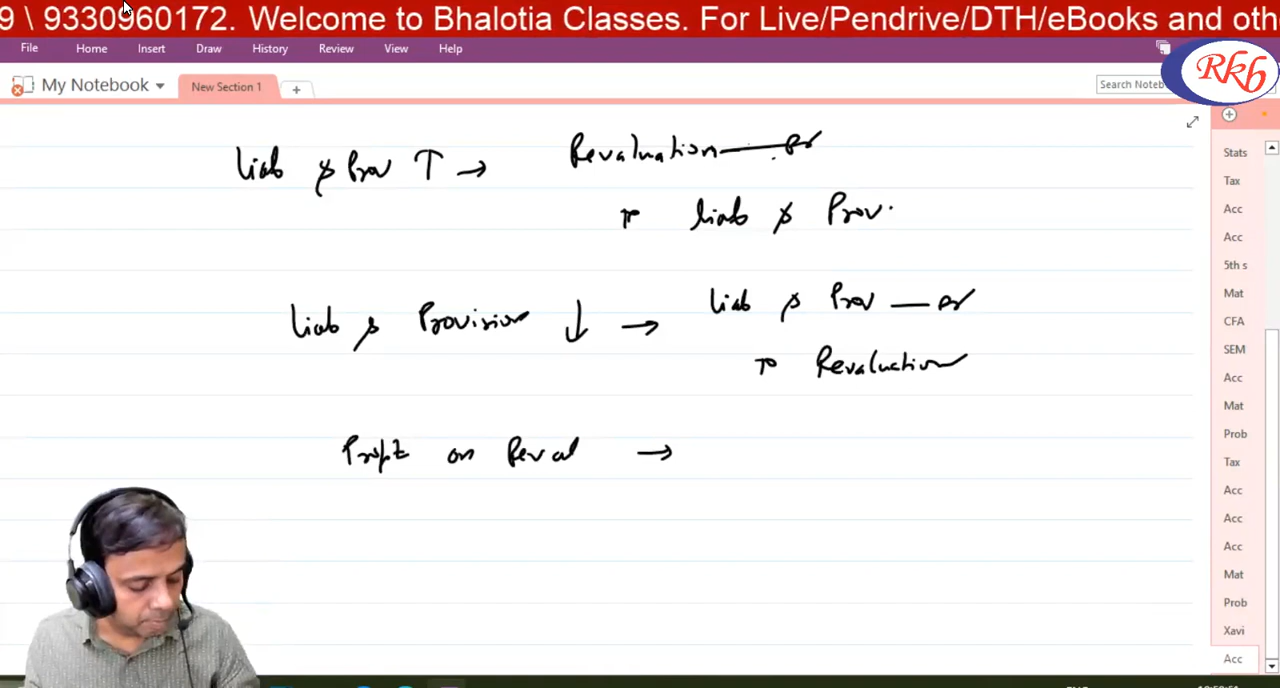 9 \ 9330960172. Welcome to Bhalotia Classes. For Live/Pendrive/DTH/eBooks and oth
File Home Insert Draw History Review View Help
Rkb
My Notebook New Section 1 + Search Noteb
Stats
Tax
Acc
Acc
5th s
Mat
CFA
SEM
Acc
Mat
Prob
Tax
Acc
Acc
Acc
Mat
Prob
Xavi
Acc
Liab & Prov ↑ → Revaluation — Dr
To Liab & Prov.
Liab & Provision ↓ → Liab & Prov — Dr
To Revaluation
Profit on Reval →